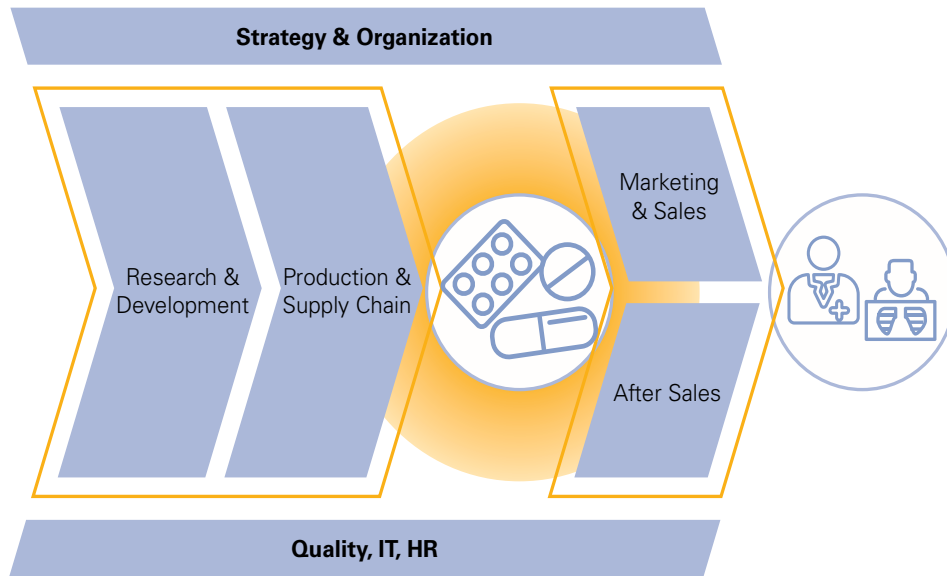 Strategy & Organization
Research &
Development
Production &
Supply Chain
Marketing
& Sales
After Sales
Quality, IT, HR